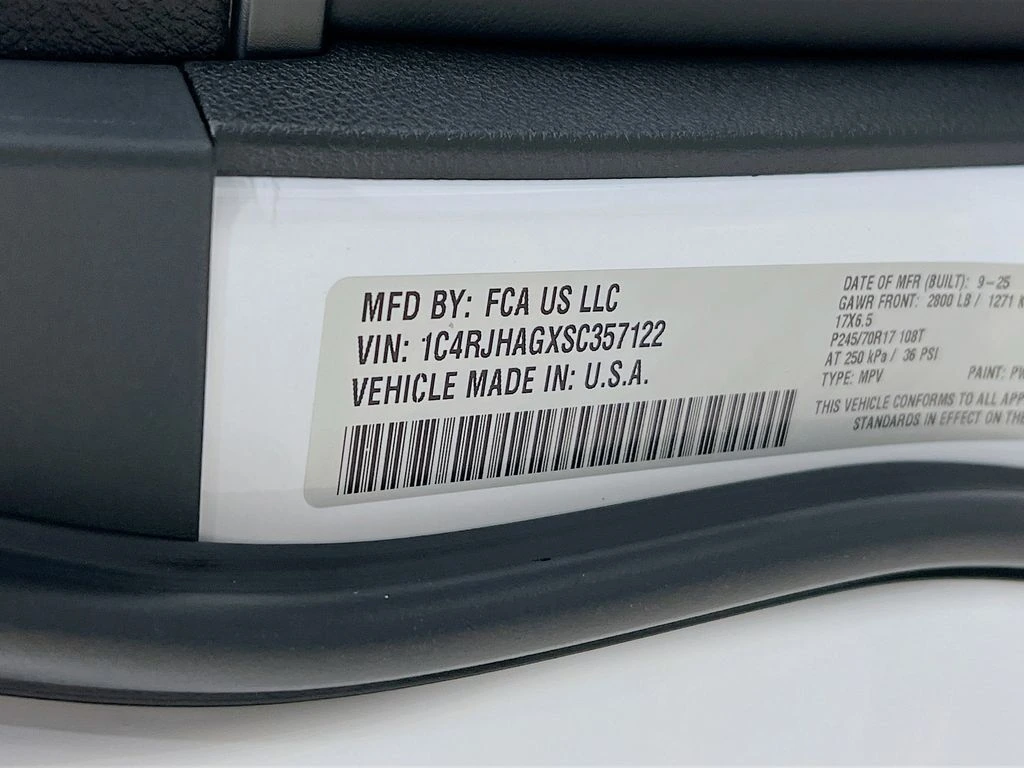 MFD BY: FCA US LLC
VIN: 1C4RJHAGXSC357122
VEHICLE MADE IN: U.S.A.
DATE OF MFR (BUILT): 9-25
GAWR FRONT: 2800 LB / 1271
17X6.5
P245/70R17 108T
AT 250 kPa / 36 PSI
TYPE: MPV PAINT:
THIS VEHICLE CONFORMS TO ALL
STANDARDS IN EFFECT ON